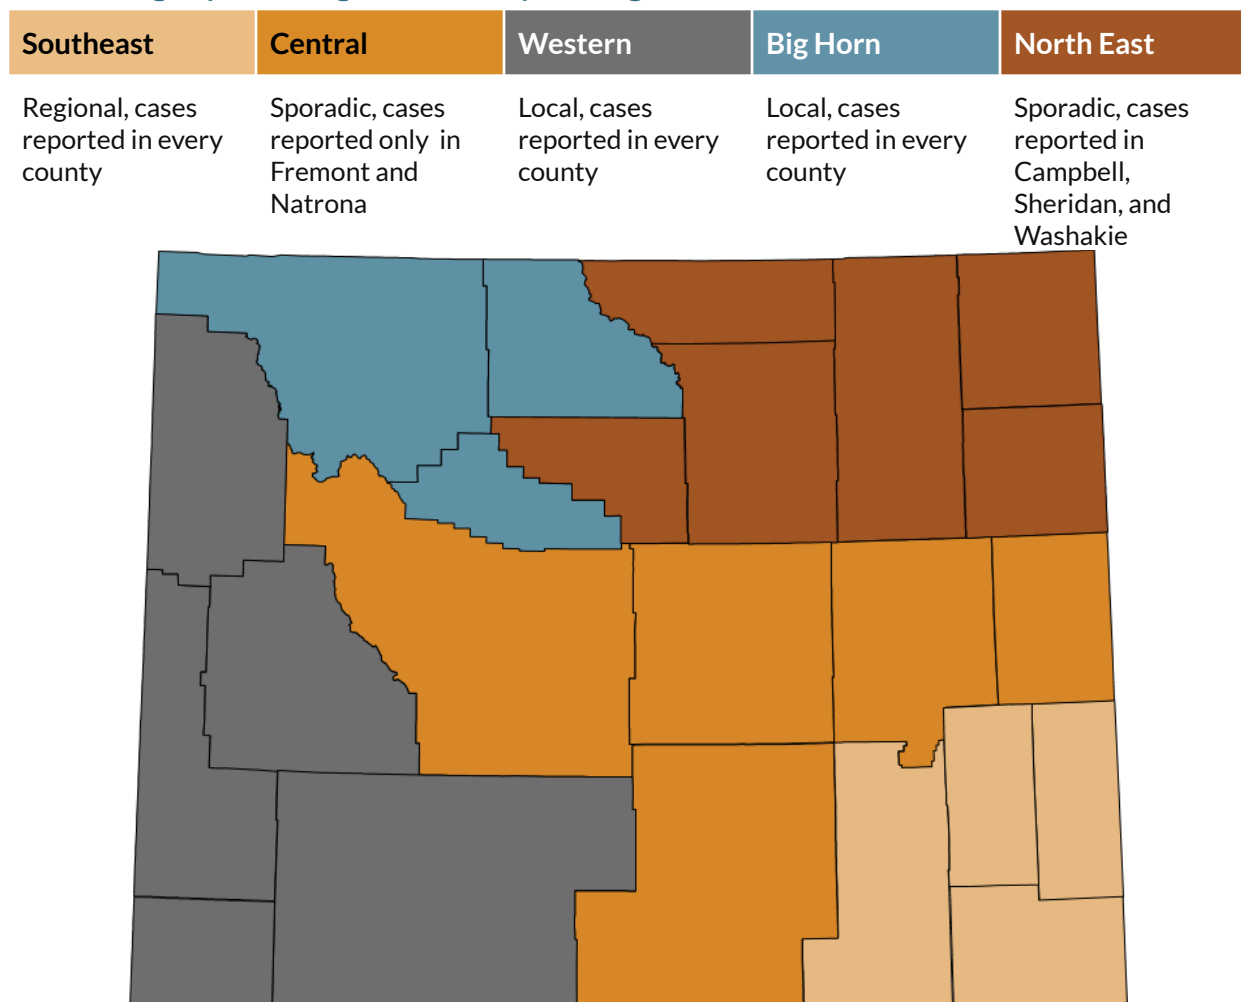 Southeast
Central
Western
Big Horn
North East
Regional, cases
reported in every
county
Sporadic, cases
reported only in
Fremont and
Natrona
Local, cases
reported in every
county
Local, cases
reported in every
county
Sporadic, cases
reported in
Campbell,
Sheridan, and
Washakie